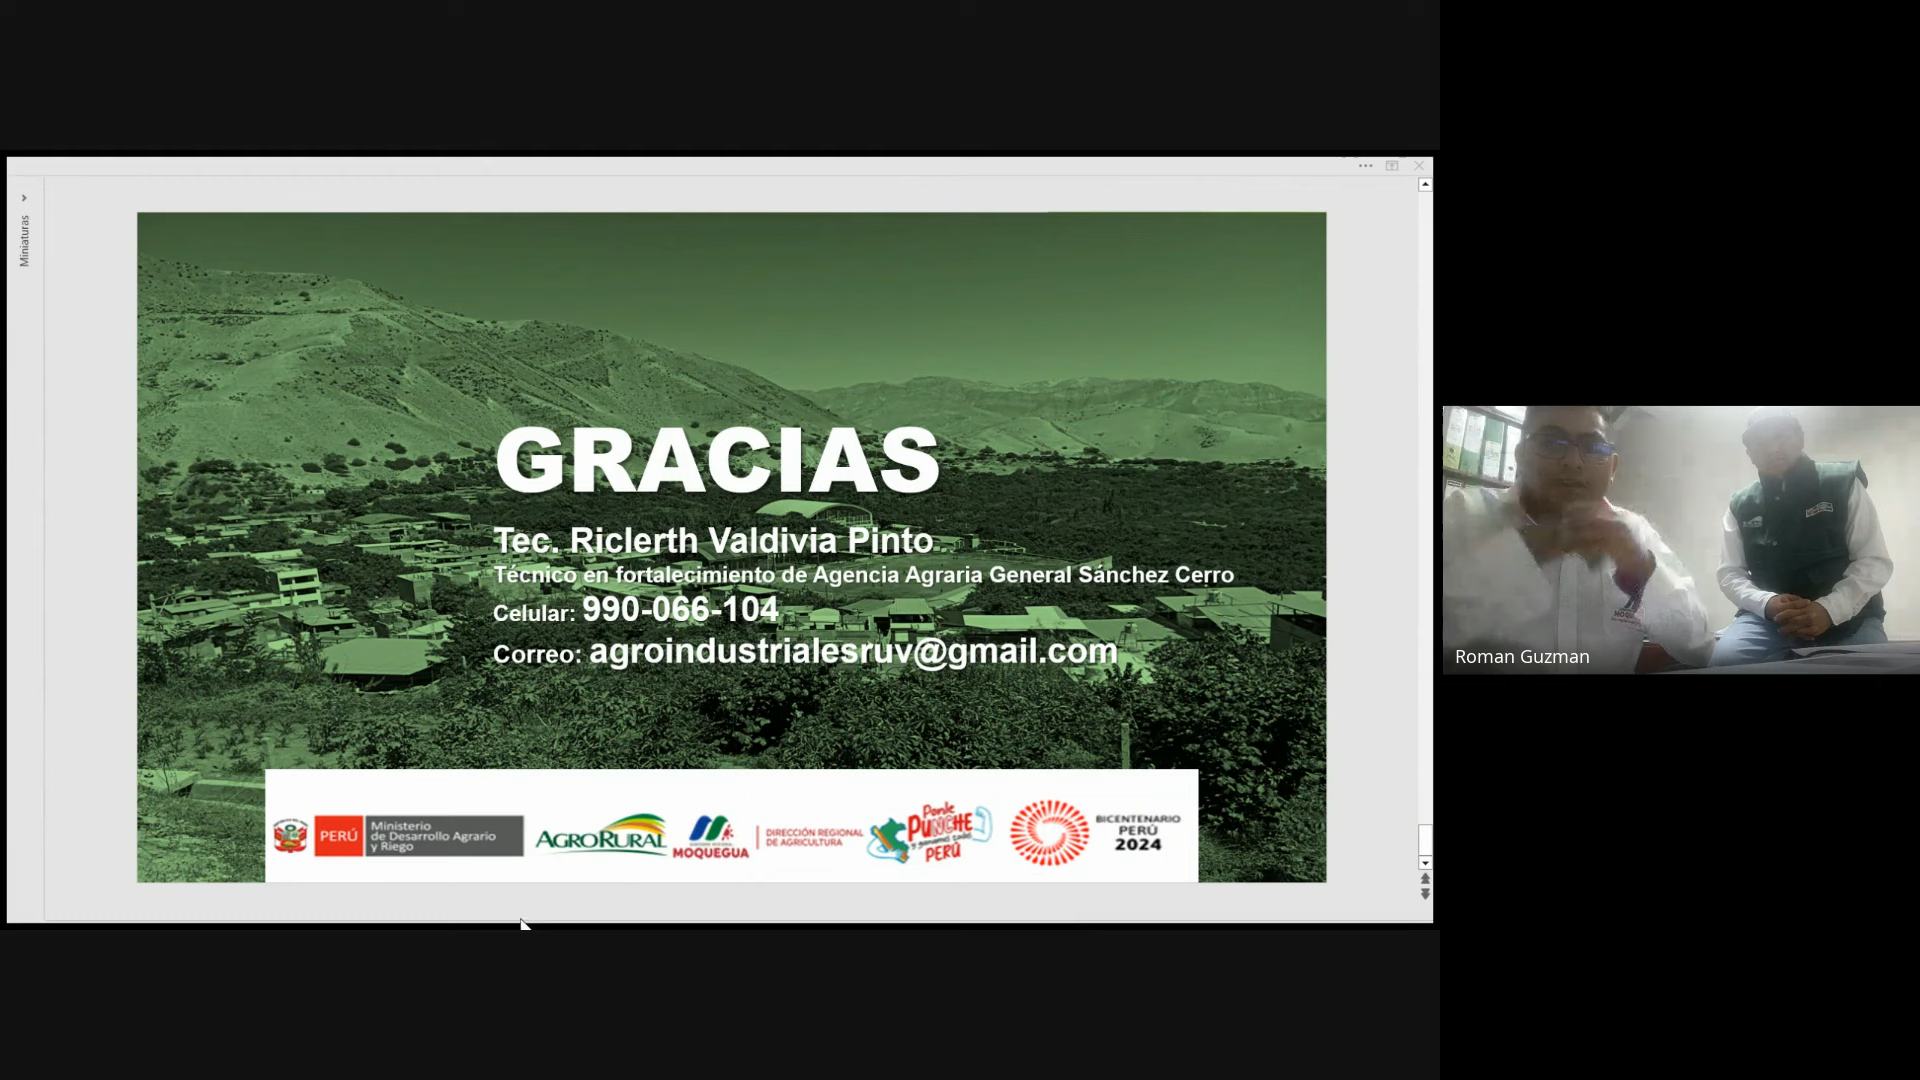 Miniaturas
GRACIAS
Tec. Riclerth Valdivia Pinto
Técnico en fortalecimiento de Agencia Agraria General Sánchez Cerro
Celular: 990-066-104
Correo: agroindustrialesruv@gmail.com
PERÚ
Ministerio
de Desarrollo Agrario
y Riego
AGRORURAL
MOQUEGUA
DIRECCIÓN REGIONAL
DE AGRICULTURA
Ponle
PUNCHE
PERÚ
BICENTENARIO
PERÚ
2024
Roman Guzman